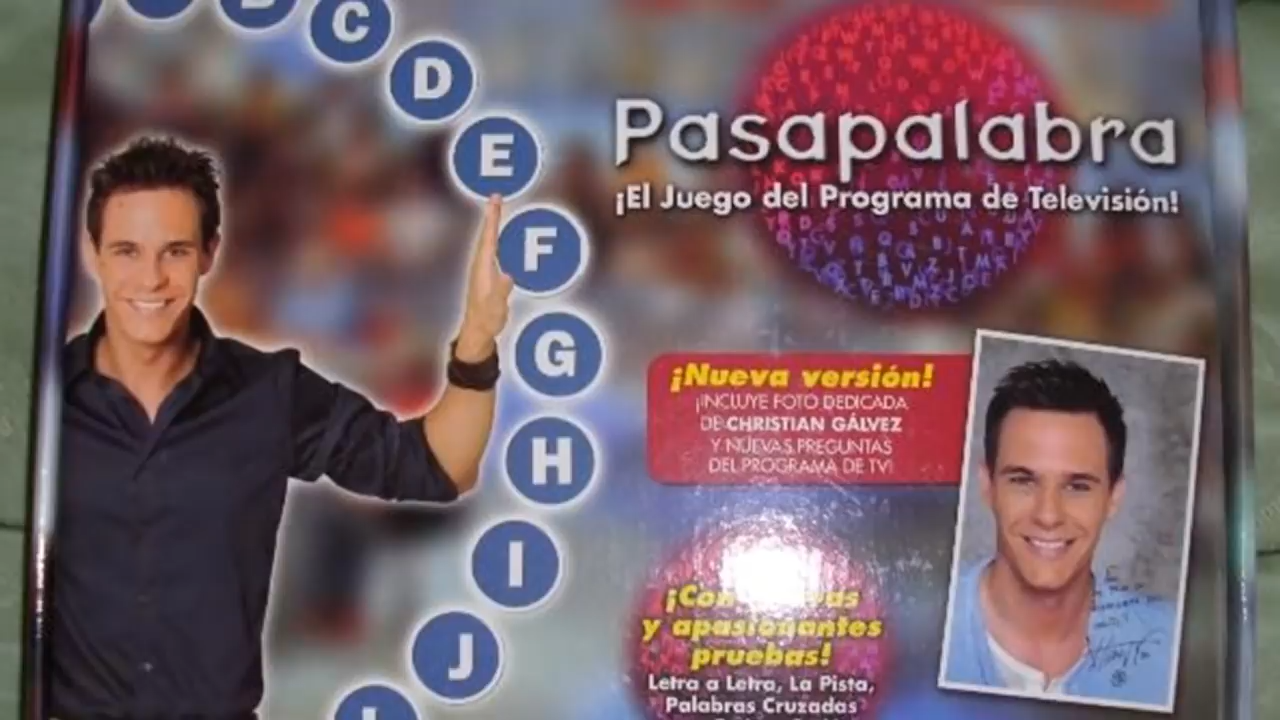 C
D
E
F
G
H
I
J
L
Pasapalabra
¡El Juego del Programa de Televisión!
¡Nueva versión!
¡INCLUYE FOTO DEDICADA
DE CHRISTIAN GÁLVEZ
Y NUEVAS PREGUNTAS
DEL PROGRAMA DE TV!
y apasionantes
pruebas!
Letra a Letra, La Pista,
Palabras Cruzadas